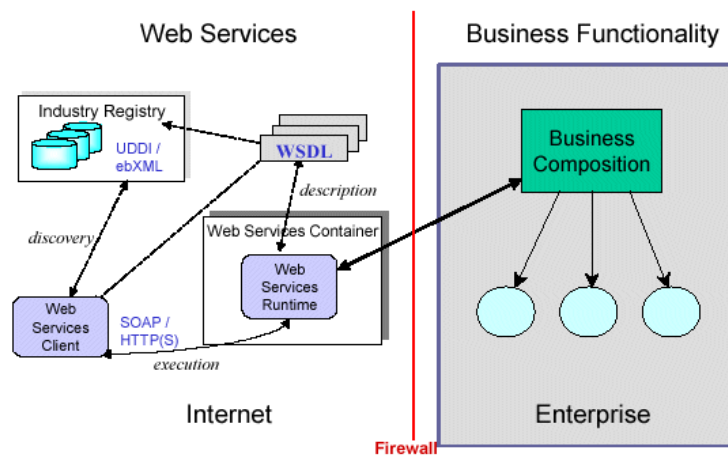 Web Services
Business Functionality
Industry Registry
UDDI /
ebXML
WSDL
Business
Composition
description
discovery
Web Services Container
Web
Services
Runtime
Web
Services
Client
SOAP /
HTTP(S)
execution
Internet
Enterprise
Firewall